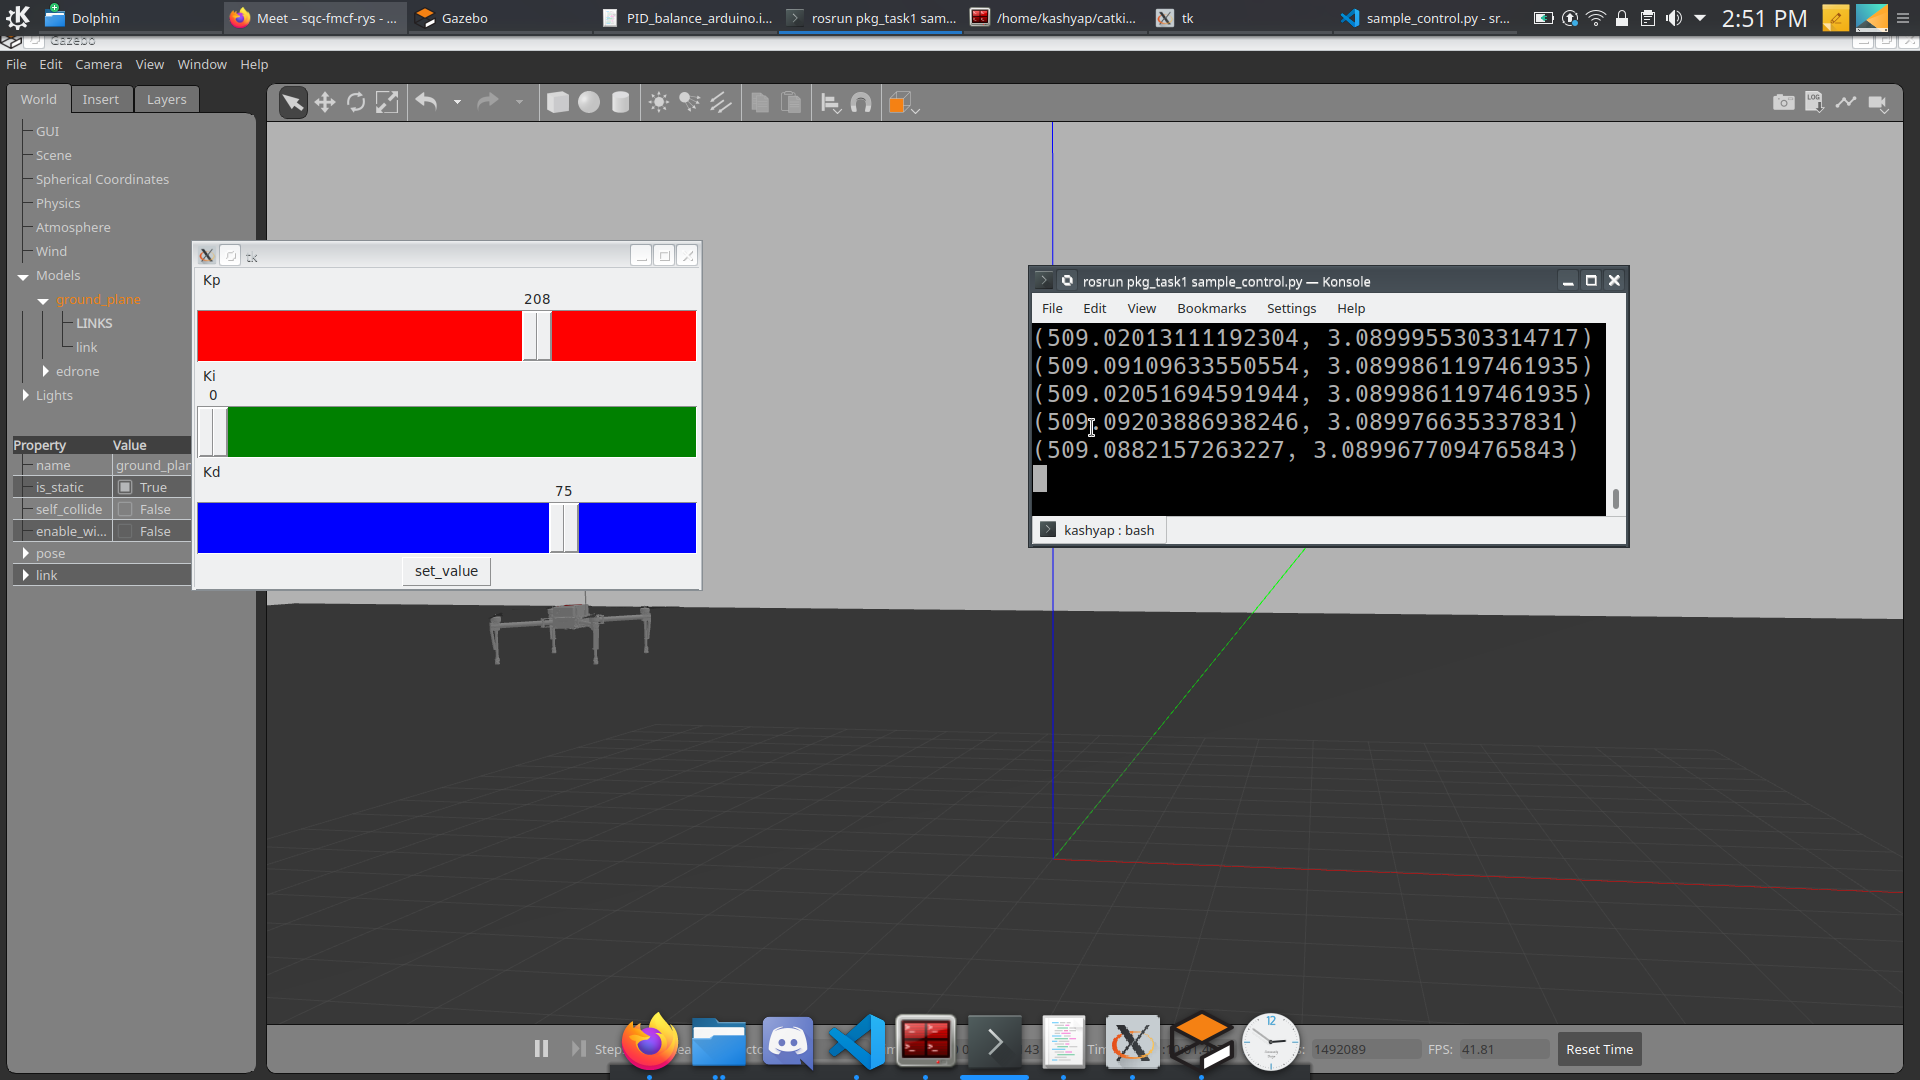 Dolphin
Meet – sqc-fmcf-rys - ...
Gazebo
PID_balance_arduino.i...
rosrun pkg_task1 sam...
/home/kashyap/catki...
tk
sample_control.py - sr...
2:51 PM
Gazebo
File Edit Camera View Window Help
World Insert Layers
GUI
Scene
Spherical Coordinates
Physics
Atmosphere
Wind
Models
ground_plane
LINKS
link
edrone
Lights
Property Value
name ground_plan
is_static True
self_collide False
enable_wi... False
pose
link
LOG
tk
Kp
208
Ki
0
Kd
75
set_value
rosrun pkg_task1 sample_control.py — Konsole
File Edit View Bookmarks Settings Help
(509.02013111192304, 3.0899955303314717)
(509.09109633550554, 3.0899861197461935)
(509.02051694591944, 3.0899861197461935)
(509.09203886938246, 3.089976635337831)
(509.0882157263227, 3.0899677094765843)
kashyap : bash
12
Step
43
1492089
FPS: 41.81
Reset Time